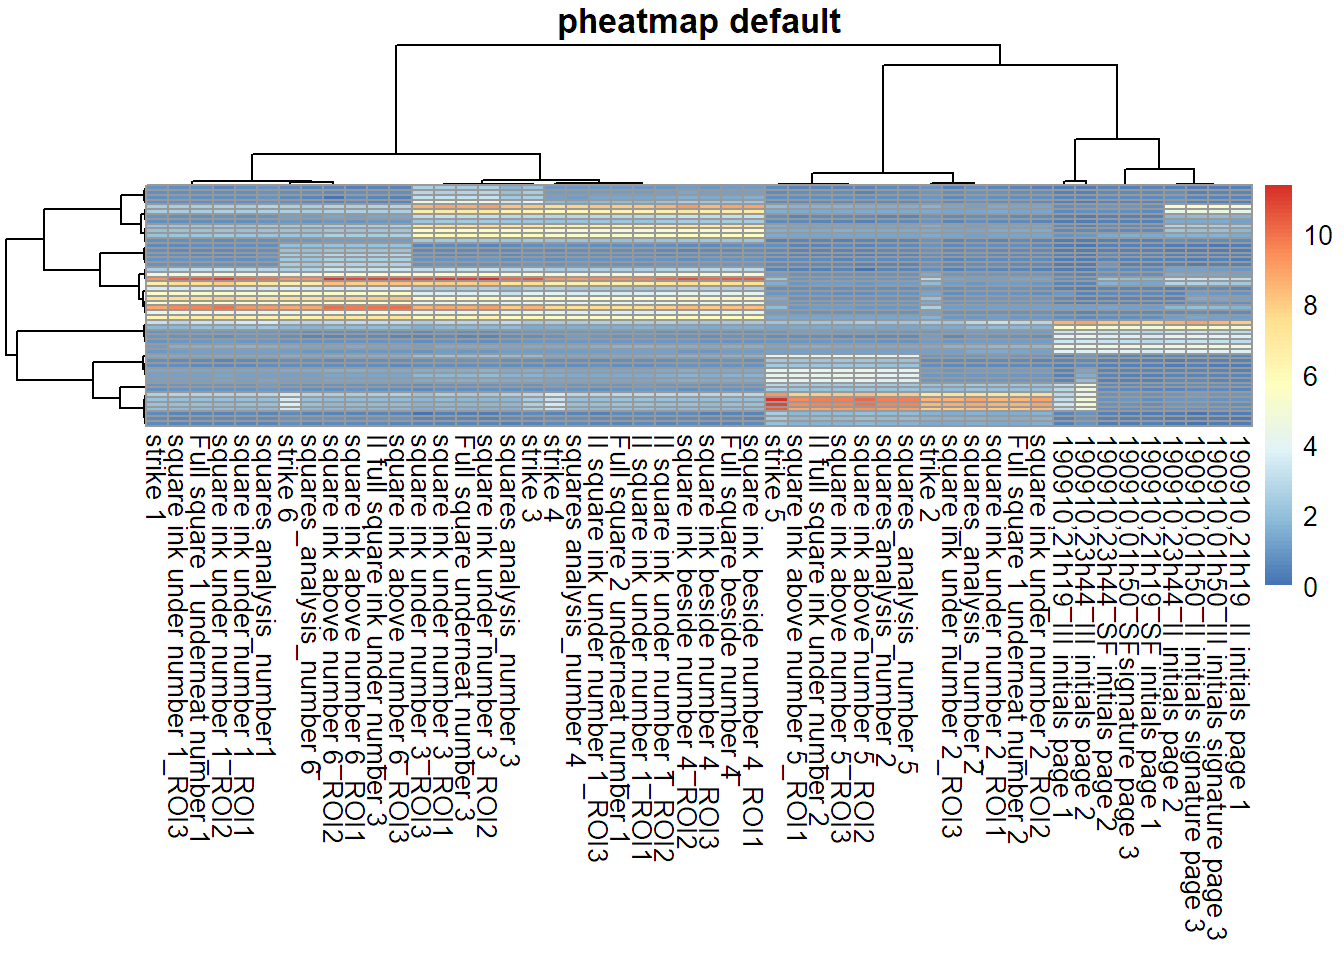 pheatmap default
10
8
6
4
2
0
strike 1
square ink under number 1_ROI3
Full square 1 underneat number 1
square ink under number 1_ROI2
square ink under_number 1_ROI1
squares analysis_number1
strike 6
squares_analysis_number 6
square ink above number 6_ROI2
square ink above number 6_ROI1
II full square ink under number 3
square ink above number 6_ROI3
square ink under number 3_ROI3
square ink under number 3_ROI1
Full square underneat number 3
square ink under number 3_ROI2
squares analysis_number 3
strike 3
strike 4
squares analysis_number 4
II square ink under number 1_ROI3
Full square 2 underneat number 1
II square ink under number 1_ROI1
II square ink under number 1_ROI2
square ink beside number 4_ROI2
square ink beside number 4_ROI3
Full square beside number 4
square ink beside number 4_ROI1
strike 5
square ink above number 5_ROI1
II full square ink under number 2
square ink above number 5_ROI3
square ink above number 5_ROI2
squares_analysis_number 2
squares_analysis_number 5
strike 2
square ink under number 2_ROI3
squares_analysis_number 2
square ink under number 2_ROI1
Full square 1 underneat number 2
square ink under number 2_ROI2
190910,21h19_III initials page 1
190910,23h44_III initials page 2
190910,23h44_SF initials page 2
190910,01h50_SFsignature page 3
190910,21h19_SF initials page 1
190910,23h44_II initials page 2
190910,01h50_II signature page 3
190910,01h50_III initials signature page 3
190910,21h19_II initials page 1